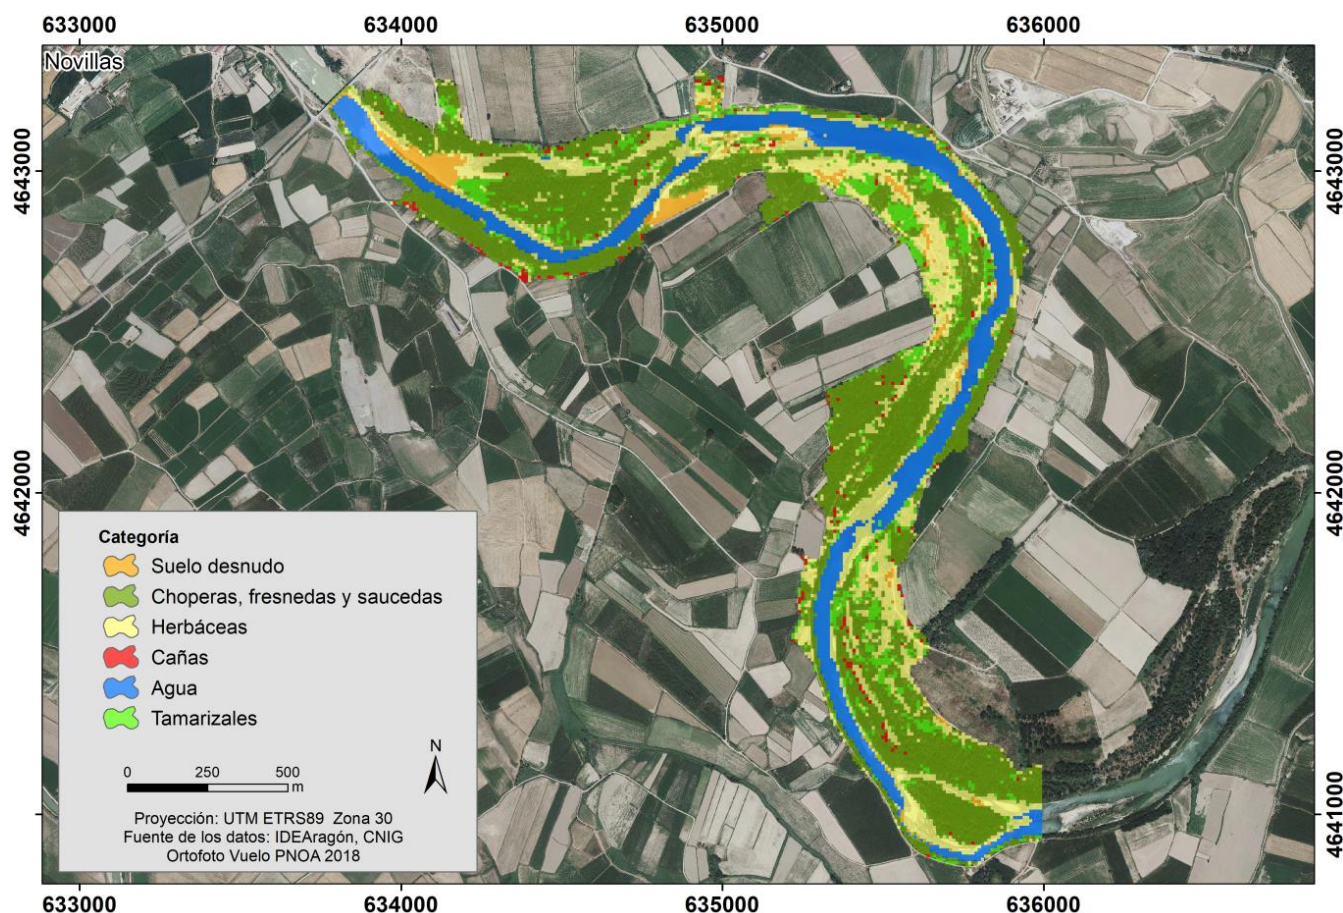 633000 634000 635000 636000
Novillas
4643000 4643000
4642000 4642000
4641000
Categoría
Suelo desnudo
Choperas, fresnedas y saucedas
Herbáceas
Cañas
Agua
Tamarizales
N
0 250 500
m
Proyección: UTM ETRS89 Zona 30
Fuente de los datos: IDEAragón, CNIG
Ortofoto Vuelo PNOA 2018
633000 634000 635000 636000